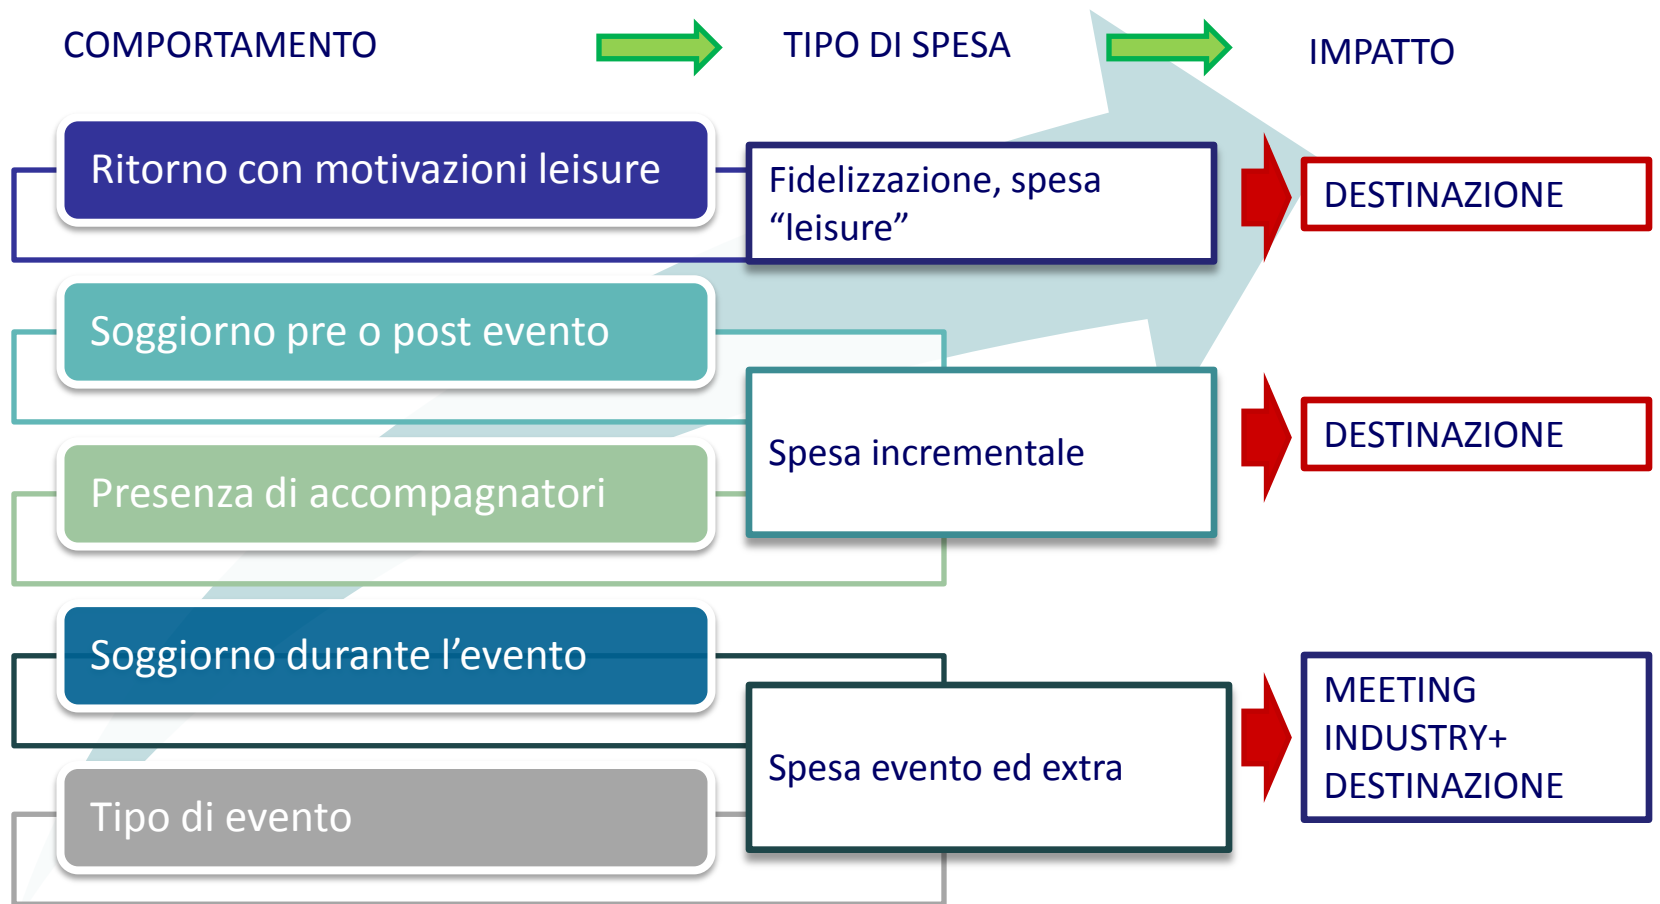 COMPORTAMENTO
TIPO DI SPESA
IMPATTO
Ritorno con motivazioni leisure
Fidelizzazione, spesa
“leisure”
DESTINAZIONE
Soggiorno pre o post evento
Spesa incrementale
DESTINAZIONE
Presenza di accompagnatori
Soggiorno durante l’evento
Spesa evento ed extra
MEETING
INDUSTRY+
DESTINAZIONE
Tipo di evento